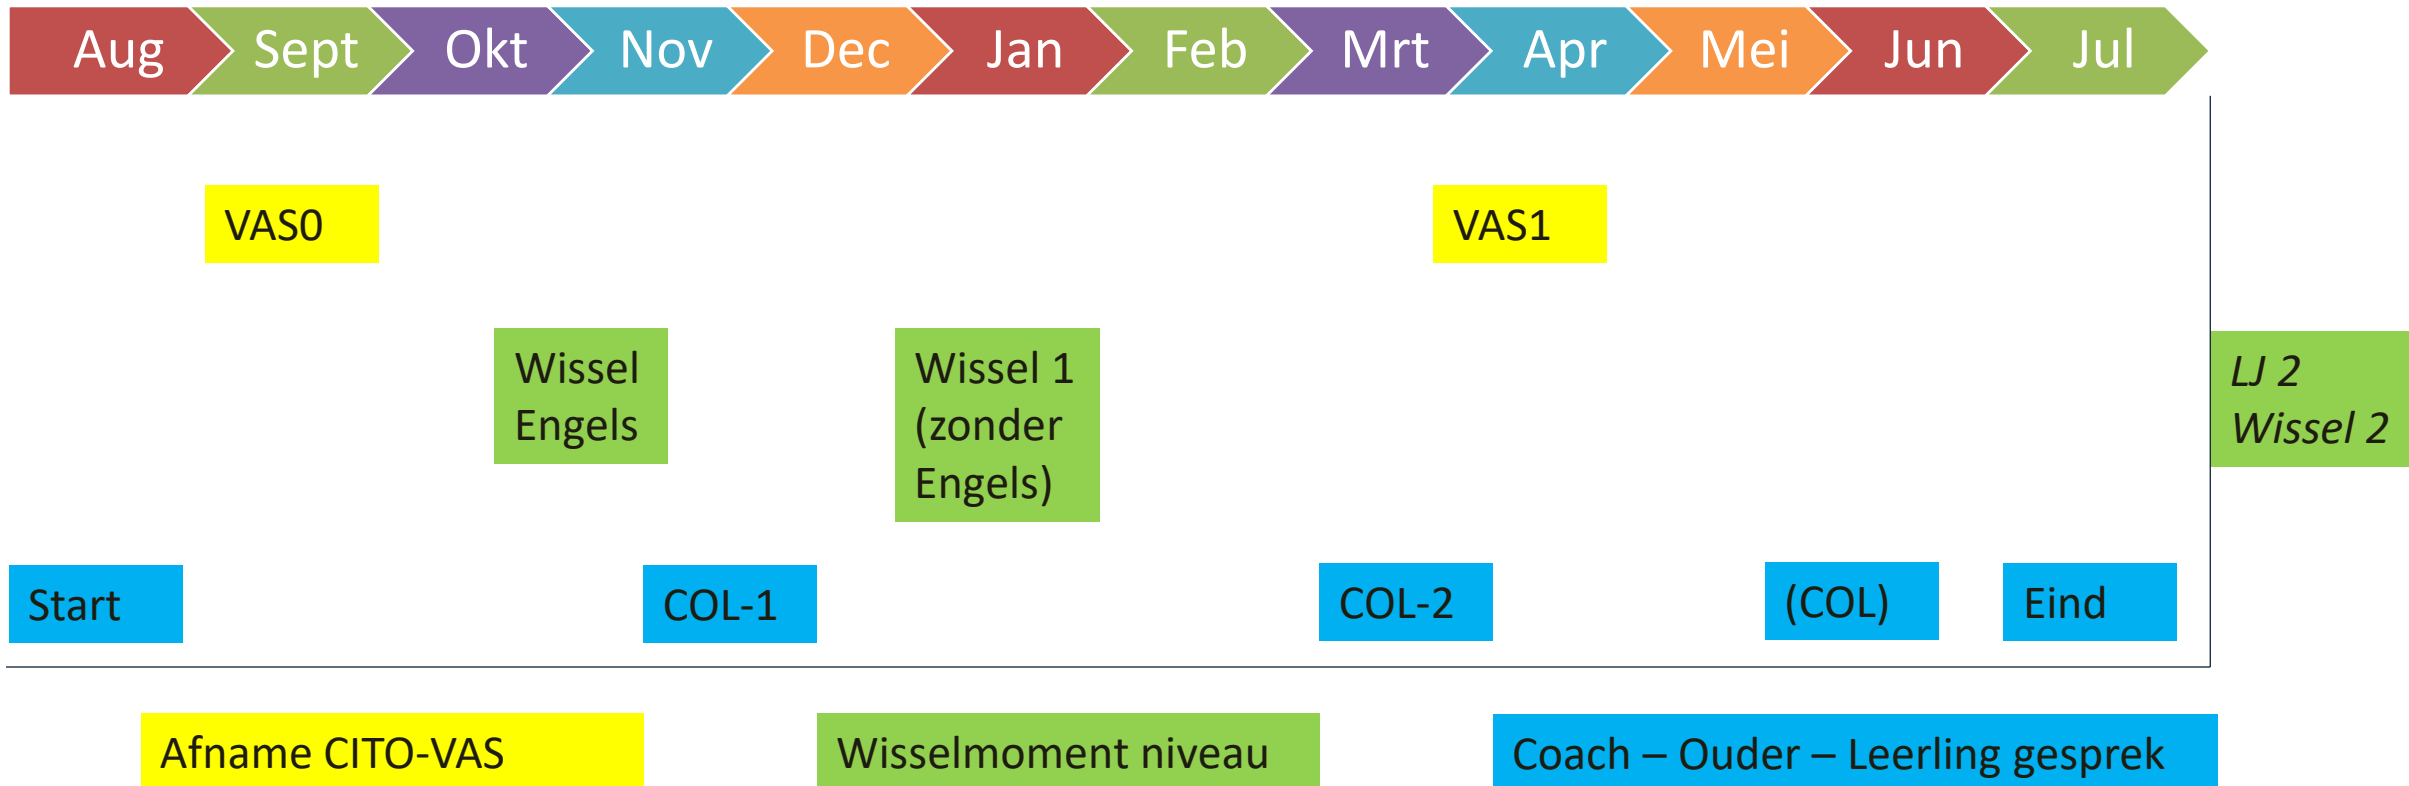 Aug Sept Okt Nov Dec Jan Feb Mrt Apr Mei Jun Jul
VAS0 VAS1
Wissel
Engels
Wissel 1
(zonder
Engels)
LJ 2
Wissel 2
Start COL-1 COL-2 (COL) Eind
Afname CITO-VAS Wisselmoment niveau Coach – Ouder – Leerling gesprek